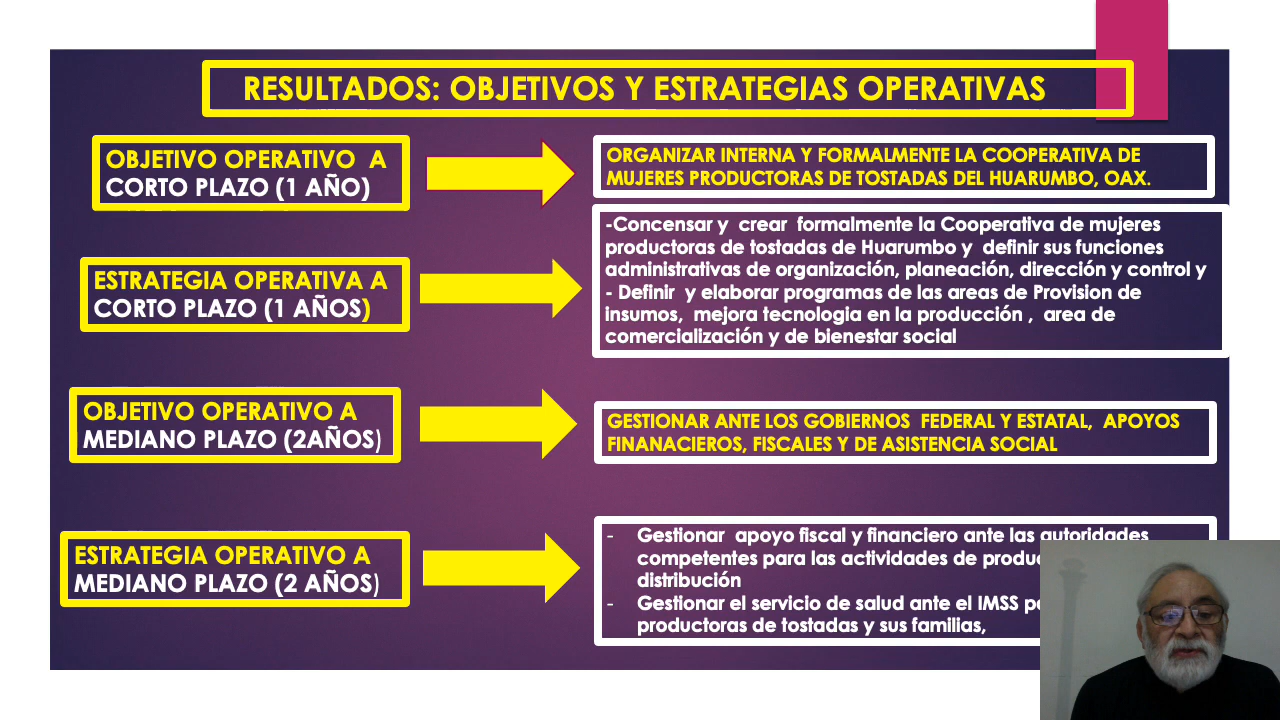 RESULTADOS: OBJETIVOS Y ESTRATEGIAS OPERATIVAS
OBJETIVO OPERATIVO A
CORTO PLAZO (1 AÑO)
ORGANIZAR INTERNA Y FORMALMENTE LA COOPERATIVA DE
MUJERES PRODUCTORAS DE TOSTADAS DEL HUARUMBO, OAX.
ESTRATEGIA OPERATIVA A
CORTO PLAZO (1 AÑOS)
-Concensar y crear formalmente la Cooperativa de mujeres
productoras de tostadas de Huarumbo y definir sus funciones
administrativas de organización, planeación, dirección y control y
- Definir y elaborar programas de las areas de Provision de
insumos, mejora tecnologia en la producción , area de
comercialización y de bienestar social
OBJETIVO OPERATIVO A
MEDIANO PLAZO (2AÑOS)
GESTIONAR ANTE LOS GOBIERNOS FEDERAL Y ESTATAL, APOYOS
FINANACIEROS, FISCALES Y DE ASISTENCIA SOCIAL
ESTRATEGIA OPERATIVO A
MEDIANO PLAZO (2 AÑOS)
- Gestionar apoyo fiscal y financiero ante las autoridades
competentes para las actividades de
distribución
- Gestionar el servicio de salud ante el IMSS
productoras de tostadas y sus familias,